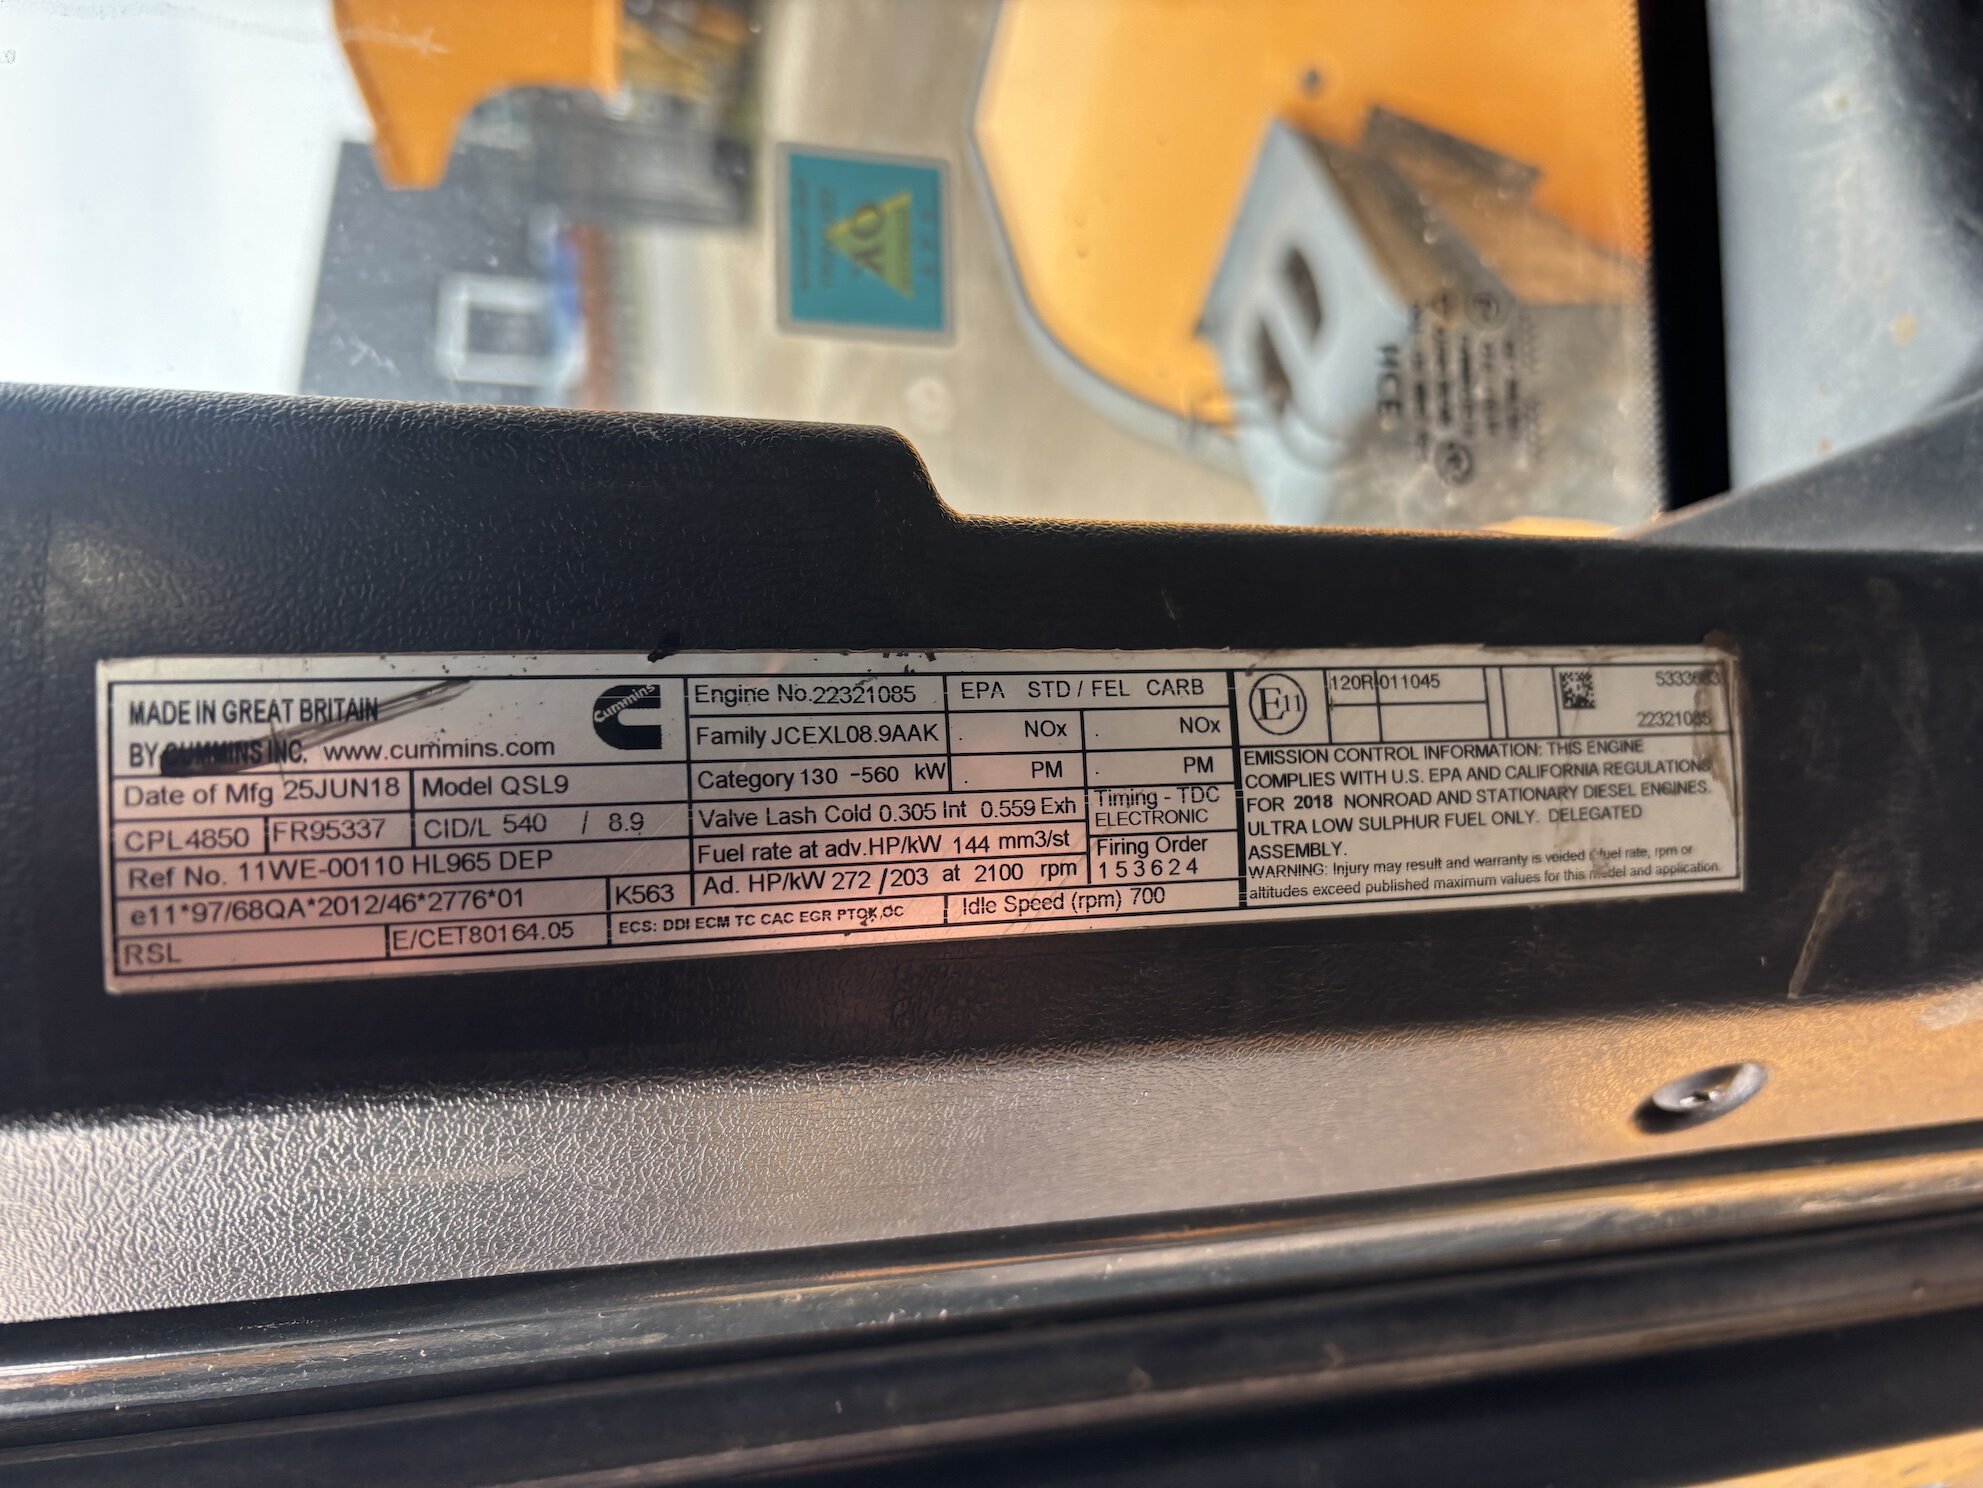 MADE IN GREAT BRITAIN
BY CUMMINS INC. www.cummins.com
Cummins
Date of Mfg 25JUN18
Model QSL9
CPL4850
FR95337
CID/L 540 / 8.9
Ref No. 11WE-00110 HL965 DEP
e11*97/68QA*2012/46*2776*01
K563
RSL
E/CET80164.05
Engine No.22321085
EPA STD / FEL CARB
Family JCEXL08.9AAK
. NOx
. NOx
Category 130 -560 kW
. PM
. PM
Valve Lash Cold 0.305 Int 0.559 Exh
Timing - TDC
ELECTRONIC
Fuel rate at adv.HP/kW 144 mm3/st
Firing Order
1 5 3 6 2 4
Ad. HP/kW 272 / 203 at 2100 rpm
ECS: DDI ECM TC CAC EGR PTOX,OC
Idle Speed (rpm) 700
E11
120R 011045
22321085
EMISSION CONTROL INFORMATION: THIS ENGINE
COMPLIES WITH U.S. EPA AND CALIFORNIA REGULATIONS
FOR 2018 NONROAD AND STATIONARY DIESEL ENGINES.
ULTRA LOW SULPHUR FUEL ONLY. DELEGATED
ASSEMBLY.
WARNING: Injury may result and warranty is voided if fuel rate, rpm or
altitudes exceed published maximum values for this model and application.
QVK
HCE